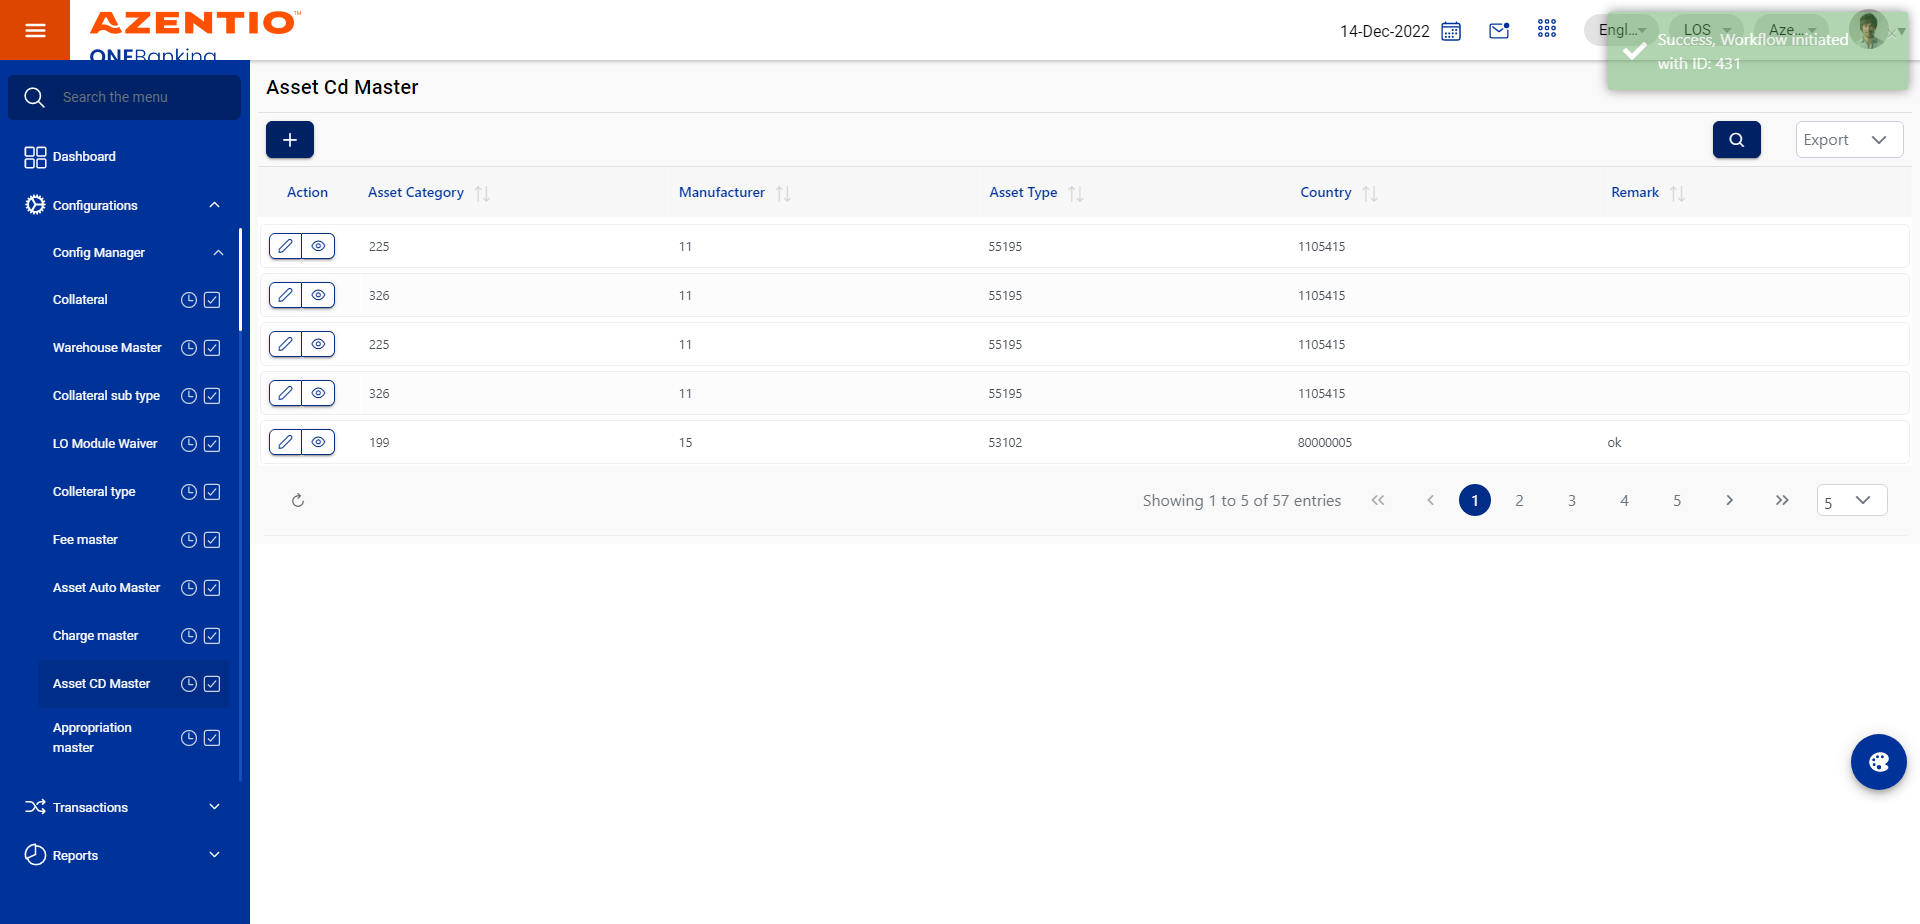 AZENTIO™
ONEBanking
14-Dec-2022
Engl...
LOS
Aze...
Success, Workflow initiated
with ID: 431
Search the menu
Dashboard
Configurations
Config Manager
Collateral
Warehouse Master
Collateral sub type
LO Module Waiver
Colleteral type
Fee master
Asset Auto Master
Charge master
Asset CD Master
Appropriation
master
Transactions
Reports
Asset Cd Master
Export
Action Asset Category Manufacturer Asset Type Country Remark
225 11 55195 1105415
326 11 55195 1105415
225 11 55195 1105415
326 11 55195 1105415
199 15 53102 80000005 ok
Showing 1 to 5 of 57 entries 1 2 3 4 5 5